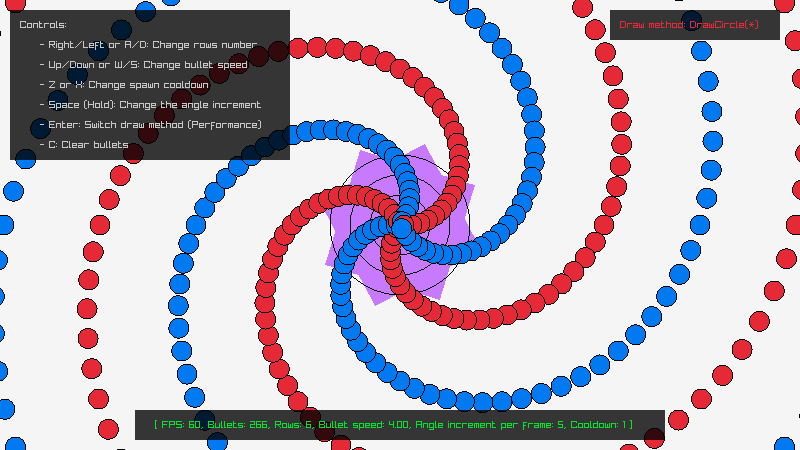 Controls:
- Right/Left or A/D: Change rows number
- Up/Down or W/S: Change bullet speed
- Z or X: Change spawn cooldown
- Space (Hold): Change the angle increment
- Enter: Switch draw method (Performance)
- C: Clear bullets
Draw method: DrawCircle(*)
[ FPS: 60, Bullets: 266, Rows: 6, Bullet speed: 4.00, Angle increment per frame: 5, Cooldown: 1 ]